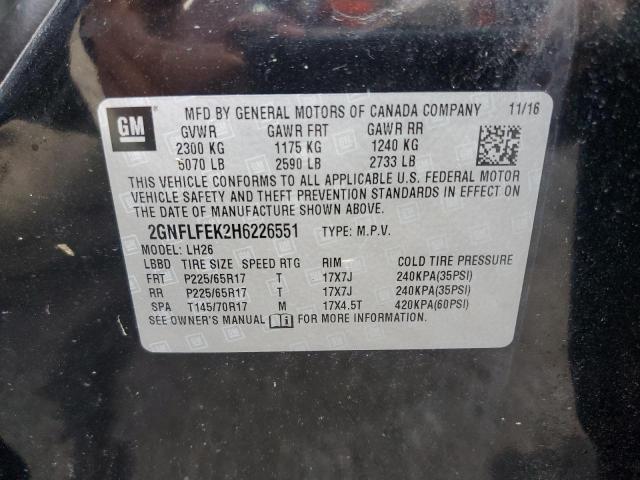 GM
MFD BY GENERAL MOTORS OF CANADA COMPANY 11/16
GVWR GAWR FRT GAWR RR
2300 KG 1175 KG 1240 KG
5070 LB 2590 LB 2733 LB
THIS VEHICLE CONFORMS TO ALL APPLICABLE U.S. FEDERAL MOTOR
VEHICLE SAFETY AND THEFT PREVENTION STANDARDS IN EFFECT ON
THE DATE OF MANUFACTURE SHOWN ABOVE.
2GNFLFEK2H6226551 TYPE: M.P.V.
MODEL: LH26
LBBD TIRE SIZE SPEED RTG RIM COLD TIRE PRESSURE
FRT P225/65R17 T 17X7J 240KPA(35PSI)
RR P225/65R17 T 17X7J 240KPA(35PSI)
SPA T145/70R17 M 17X4.5T 420KPA(60PSI)
SEE OWNER'S MANUAL FOR MORE INFORMATION.